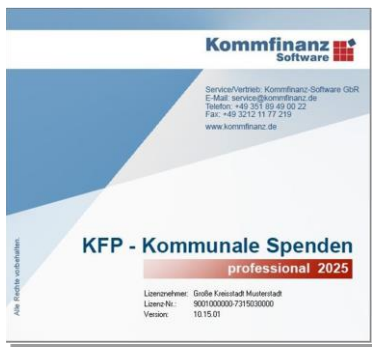 Kommfinanz
Software
Service/Vertrieb: Kommfinanz-Software GbR
E-Mail: service@kommfinanz.de
Telefon: +49 351 89 49 00 22
Fax: +49 3212 11 77 219
www.kommfinanz.de
Alle Rechte vorbehalten.
KFP - Kommunale Spenden
professional 2025
Lizenznehmer: Große Kreisstadt Musterstadt
Lizenz-Nr.: 9001000000-7315030000
Version: 10.15.01